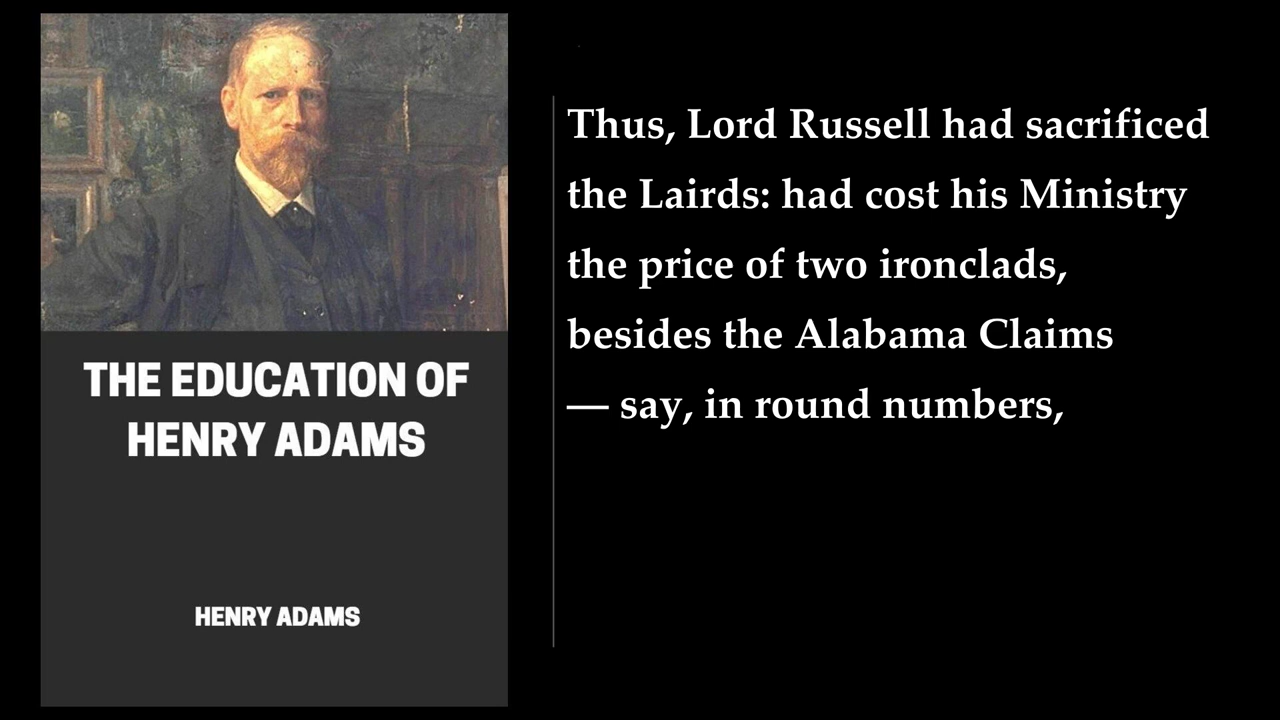 THE EDUCATION OF
HENRY ADAMS
HENRY ADAMS
Thus, Lord Russell had sacrificed
the Lairds: had cost his Ministry
the price of two ironclads,
besides the Alabama Claims
— say, in round numbers,